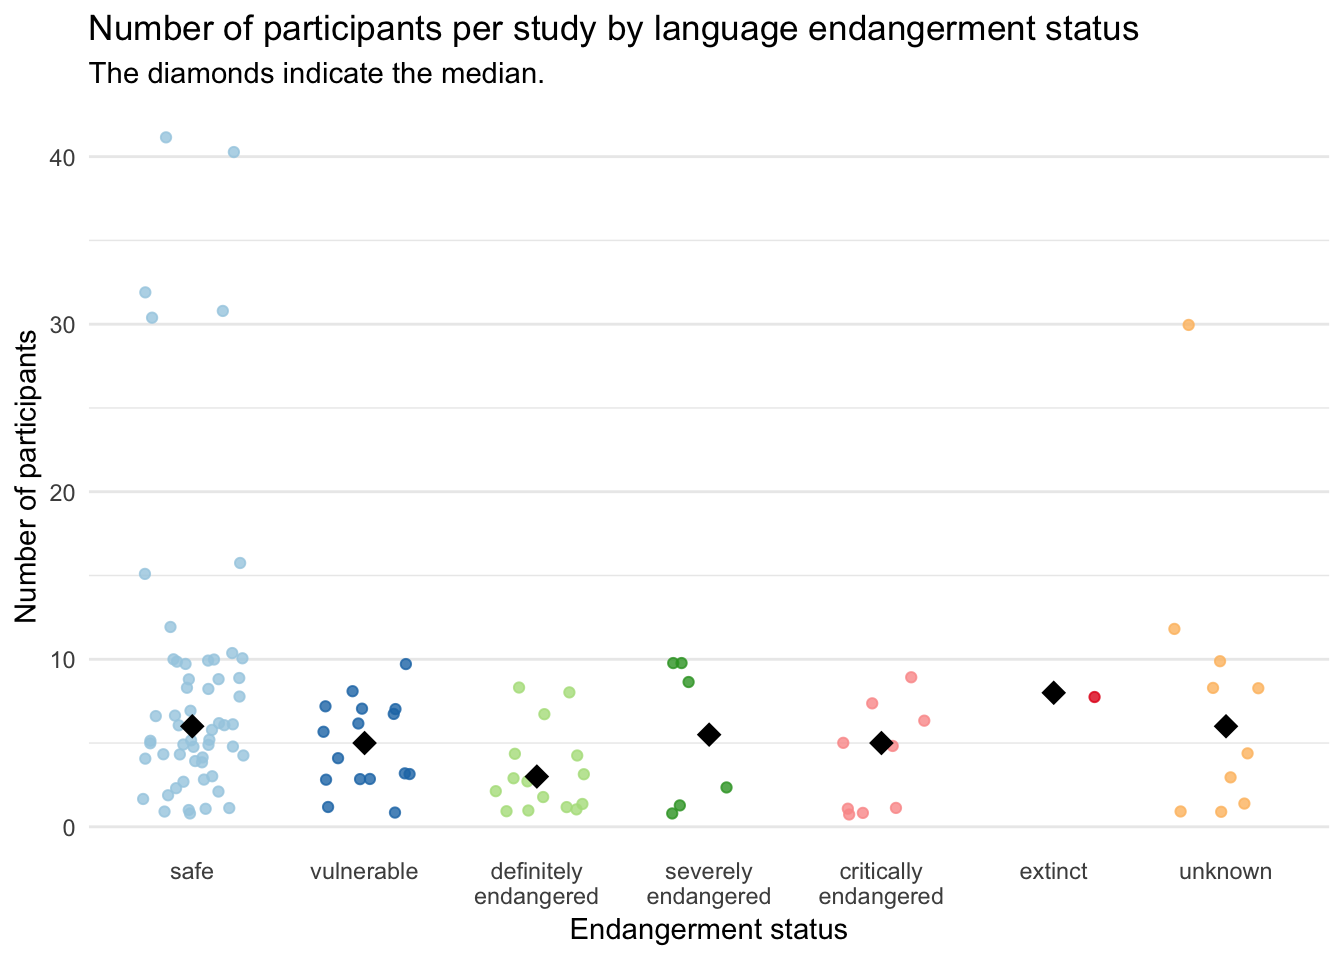 Number of participants per study by language endangerment status
The diamonds indicate the median.
Number of participants
40
30
20
10
0
safe
vulnerable
definitely
endangered
severely
endangered
critically
endangered
extinct
unknown
Endangerment status